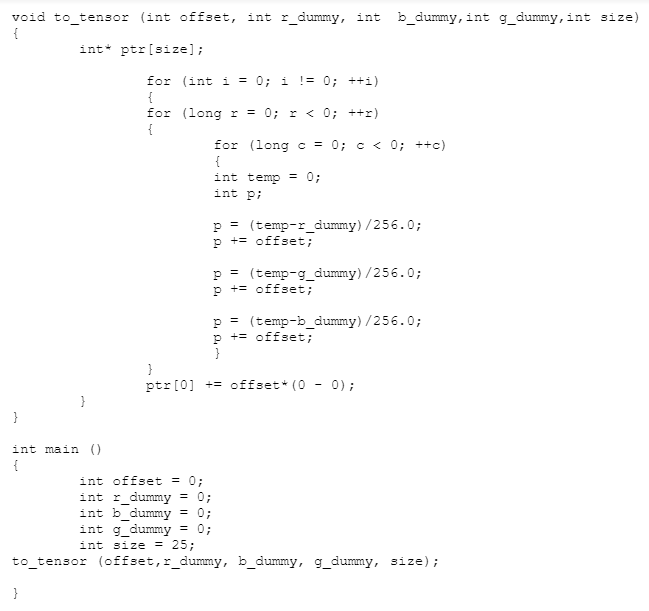 void to_tensor (int offset, int r_dummy, int  b_dummy,int g_dummy,int size)
{
        int* ptr[size];

                for (int i = 0; i != 0; ++i)
                {
                for (long r = 0; r < 0; ++r)
                {
                        for (long c = 0; c < 0; ++c)
                        {
                        int temp = 0;
                        int p;

                        p = (temp-r_dummy)/256.0;
                        p += offset;

                        p = (temp-g_dummy)/256.0;
                        p += offset;

                        p = (temp-b_dummy)/256.0;
                        p += offset;
                        }
                }
                ptr[0] += offset*(0 - 0);
        }
}

int main ()
{
        int offset = 0;
        int r_dummy = 0;
        int b_dummy = 0;
        int g_dummy = 0;
        int size = 25;
to_tensor (offset,r_dummy, b_dummy, g_dummy, size);

}